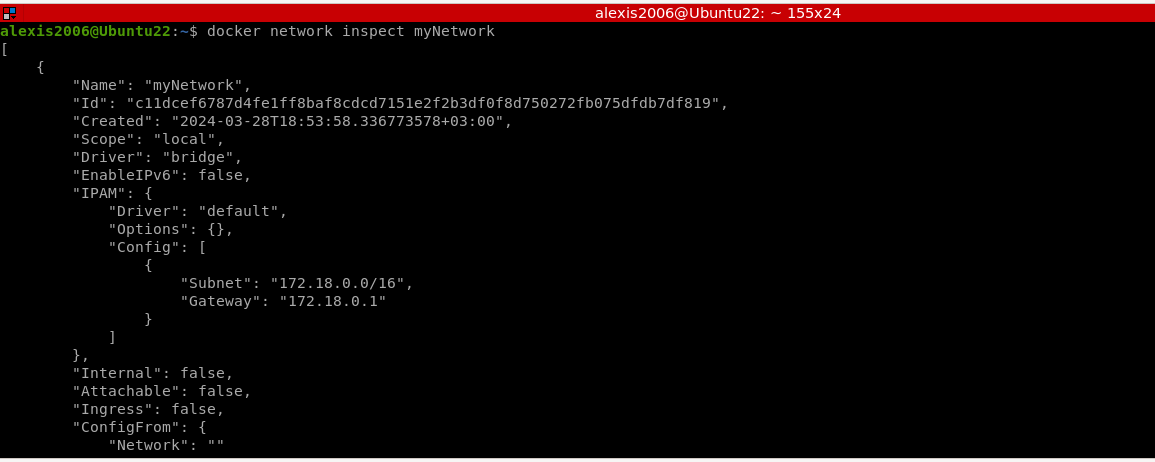 alexis2006@Ubuntu22: ~ 155x24
alexis2006@Ubuntu22:~$ docker network inspect myNetwork
[
    {
        "Name": "myNetwork",
        "Id": "c11dcef6787d4fe1ff8baf8cdcd7151e2f2b3df0f8d750272fb075dfdb7df819",
        "Created": "2024-03-28T18:53:58.336773578+03:00",
        "Scope": "local",
        "Driver": "bridge",
        "EnableIPv6": false,
        "IPAM": {
            "Driver": "default",
            "Options": {},
            "Config": [
                {
                    "Subnet": "172.18.0.0/16",
                    "Gateway": "172.18.0.1"
                }
            ]
        },
        "Internal": false,
        "Attachable": false,
        "Ingress": false,
        "ConfigFrom": {
            "Network": ""